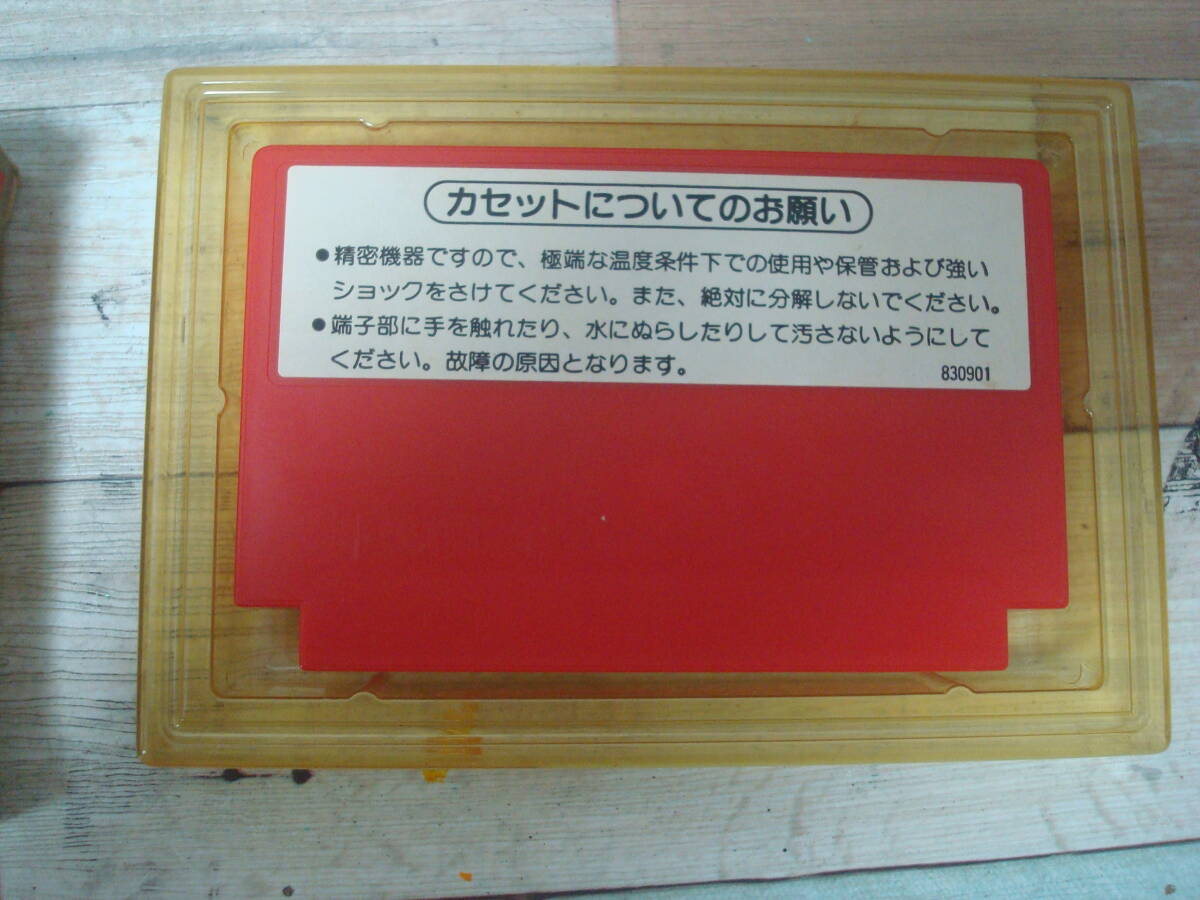 カセットについてのお願い
●精密機器ですので、極端な温度条件下での使用や保管および強い
ショックをさけてください。また、絶対に分解しないでください。
●端子部に手を触れたり、水にぬらしたりして汚さないようにして
ください。故障の原因となります。
830901